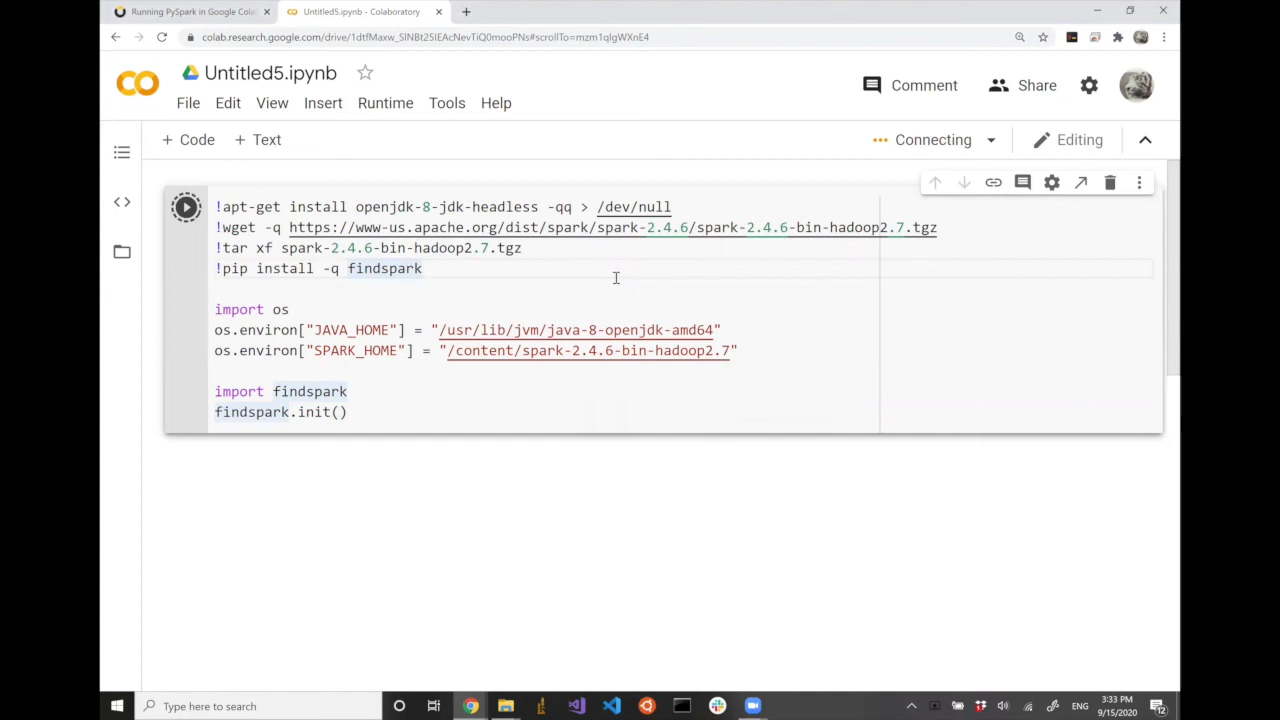 Running PySpark in Google Cola
Untitled5.ipynb - Colaboratory
colab.research.google.com/drive/1dtfMaxw_SlNBt25IEAcNevTiQ0mooPNs#scrollTo=mzm1qlgWXnE4
Untitled5.ipynb
Comment
Share
File Edit View Insert Runtime Tools Help
+ Code + Text
Connecting
Editing
!apt-get install openjdk-8-jdk-headless -qq > /dev/null
!wget -q https://www-us.apache.org/dist/spark/spark-2.4.6/spark-2.4.6-bin-hadoop2.7.tgz
!tar xf spark-2.4.6-bin-hadoop2.7.tgz
!pip install -q findspark
import os
os.environ["JAVA_HOME"] = "/usr/lib/jvm/java-8-openjdk-amd64"
os.environ["SPARK_HOME"] = "/content/spark-2.4.6-bin-hadoop2.7"
import findspark
findspark.init()
Type here to search
ENG
3:33 PM
9/15/2020
12